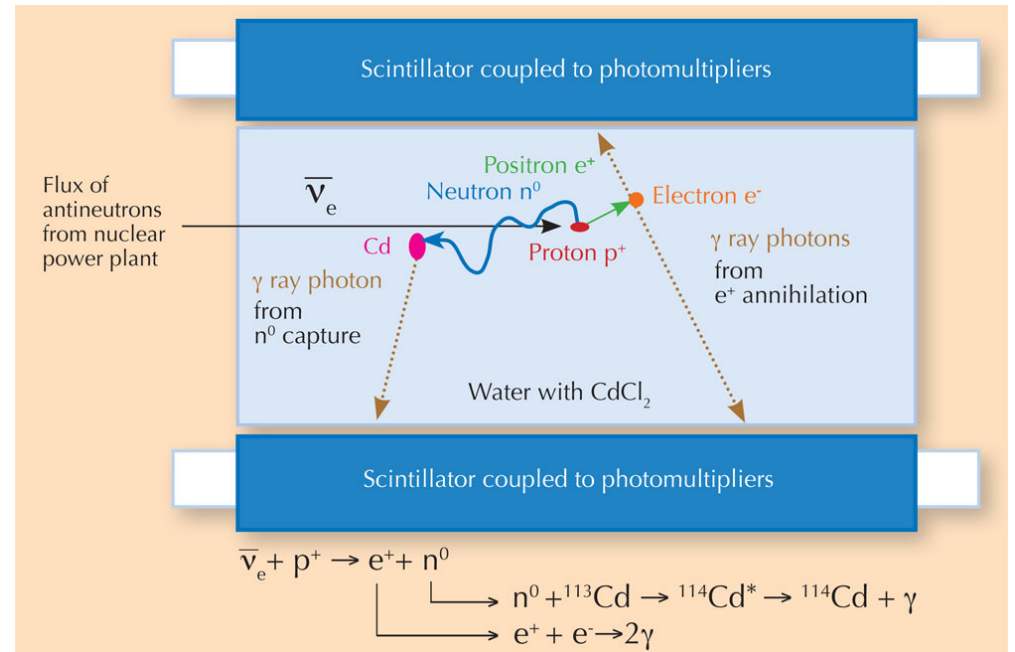 Scintillator coupled to photomultipliers
Flux of
antineutrons
from nuclear
power plant
ν̅ₑ
Positron e⁺
Neutron n⁰
Electron e⁻
Cd
Proton p⁺
γ ray photon
from
n⁰ capture
γ ray photons
from
e⁺ annihilation
Water with CdCl₂
Scintillator coupled to photomultipliers
ν̅ₑ + p⁺ → e⁺ + n⁰
n⁰ + ¹¹³Cd → ¹¹⁴Cd* → ¹¹⁴Cd + γ
e⁺ + e⁻ → 2γ